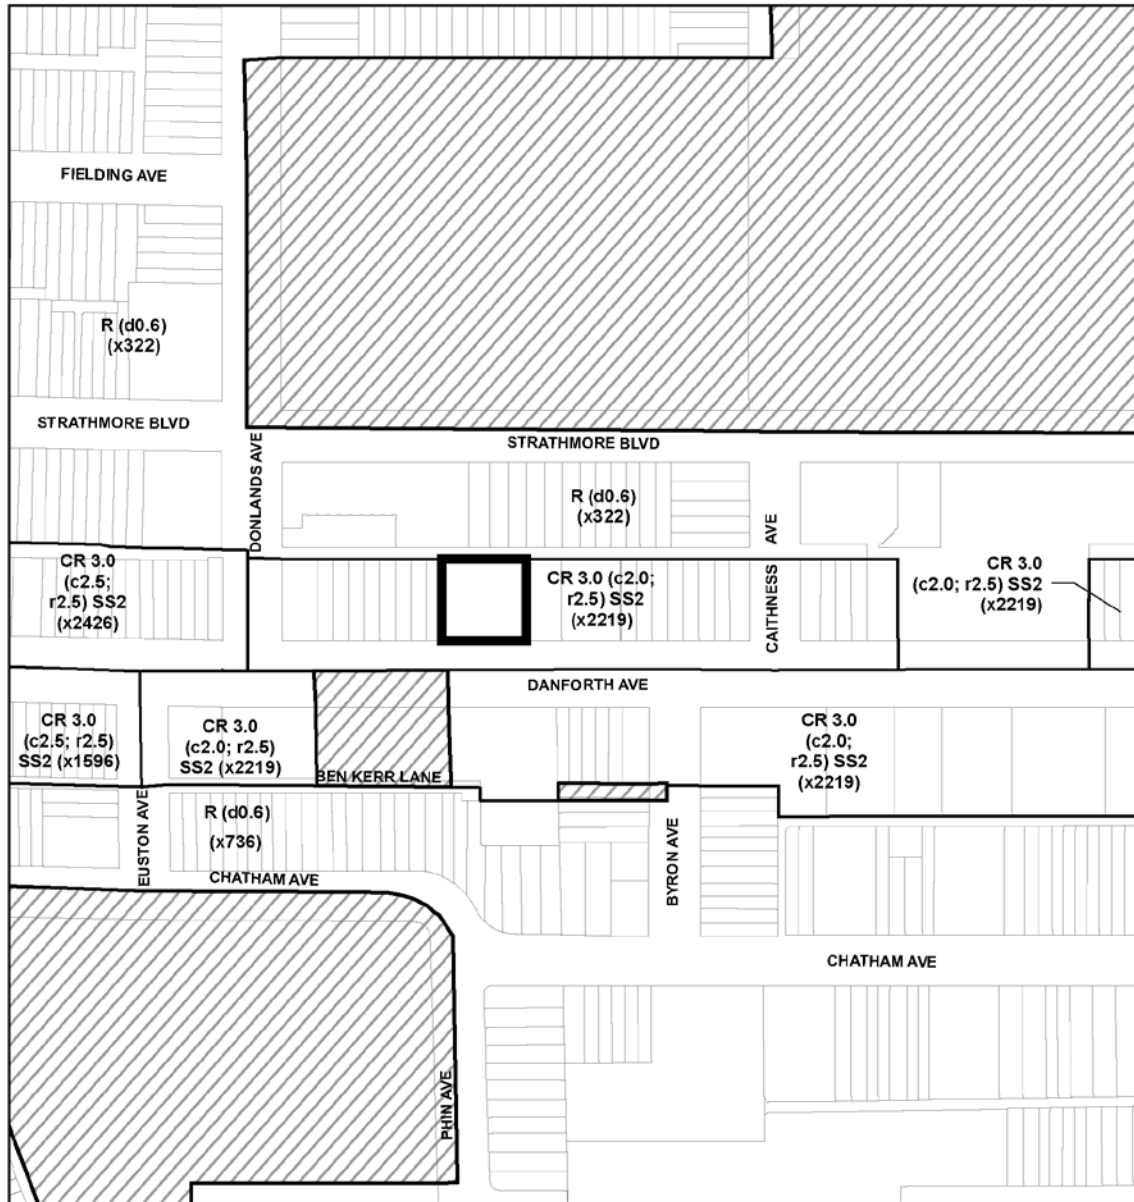 FIELDING AVE
R (d0.6)
(x322)
STRATHMORE BLVD
STRATHMORE BLVD
DONLANDS AVE
R (d0.6)
(x322)
CAITHNESS AVE
CR 3.0
(c2.5;
r2.5) SS2
(x2426)
CR 3.0 (c2.0;
r2.5) SS2
(x2219)
CR 3.0
(c2.0; r2.5) SS2
(x2219)
DANFORTH AVE
CR 3.0
(c2.5; r2.5)
SS2 (x1596)
CR 3.0
(c2.0; r2.5)
SS2 (x2219)
CR 3.0
(c2.0;
r2.5) SS2
(x2219)
BEN KERR LANE
EUSTON AVE
R (d0.6)
(x736)
BYRON AVE
CHATHAM AVE
CHATHAM AVE
PHIN AVE